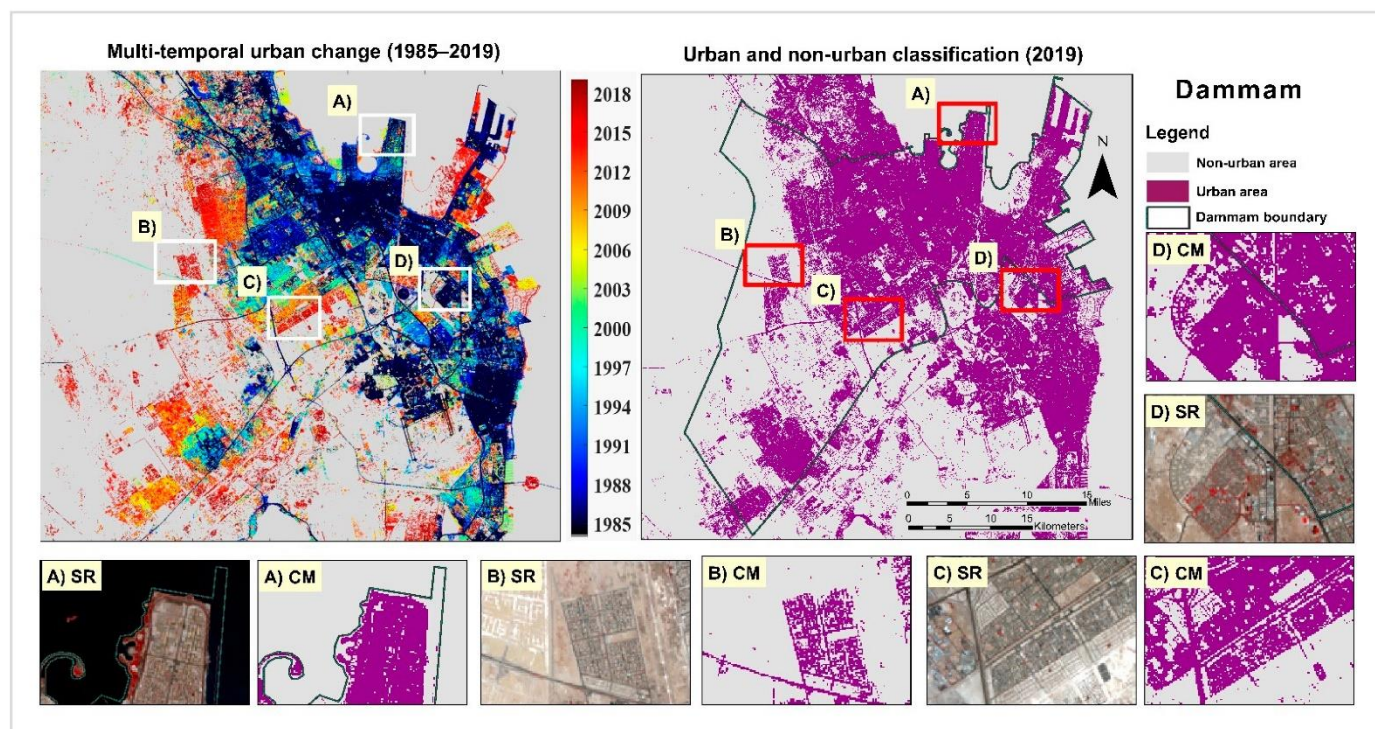 Multi-temporal urban change (1985–2019)
Urban and non-urban classification (2019)
A)
B)
C)
D)
2018
2015
2012
2009
2006
2003
2000
1997
1994
1991
1988
1985
A)
B)
C)
D)
N
0 5 10 15
Miles
0 5 10 15
Kilometers
Dammam
Legend
Non-urban area
Urban area
Dammam boundary
D) CM
D) SR
A) SR
A) CM
B) SR
B) CM
C) SR
C) CM